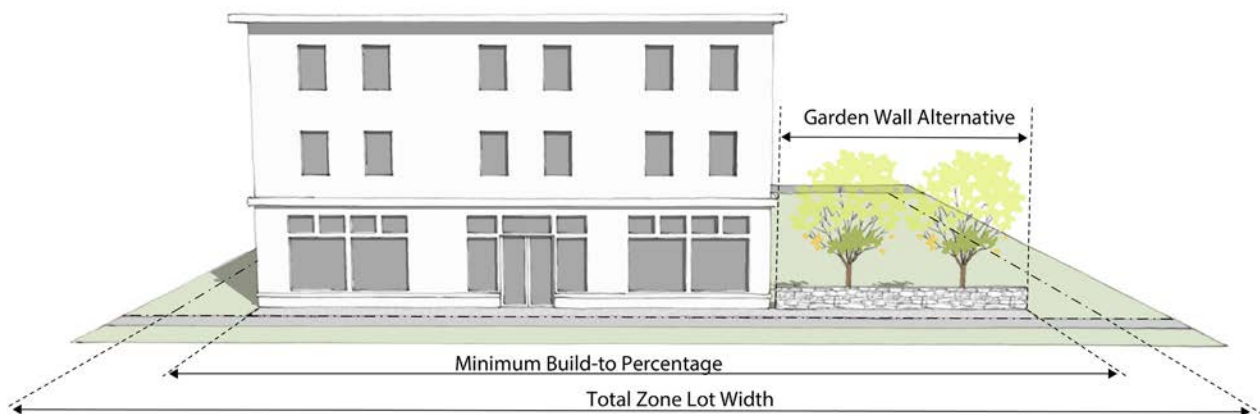 Garden Wall Alternative
Minimum Build-to Percentage
Total Zone Lot Width